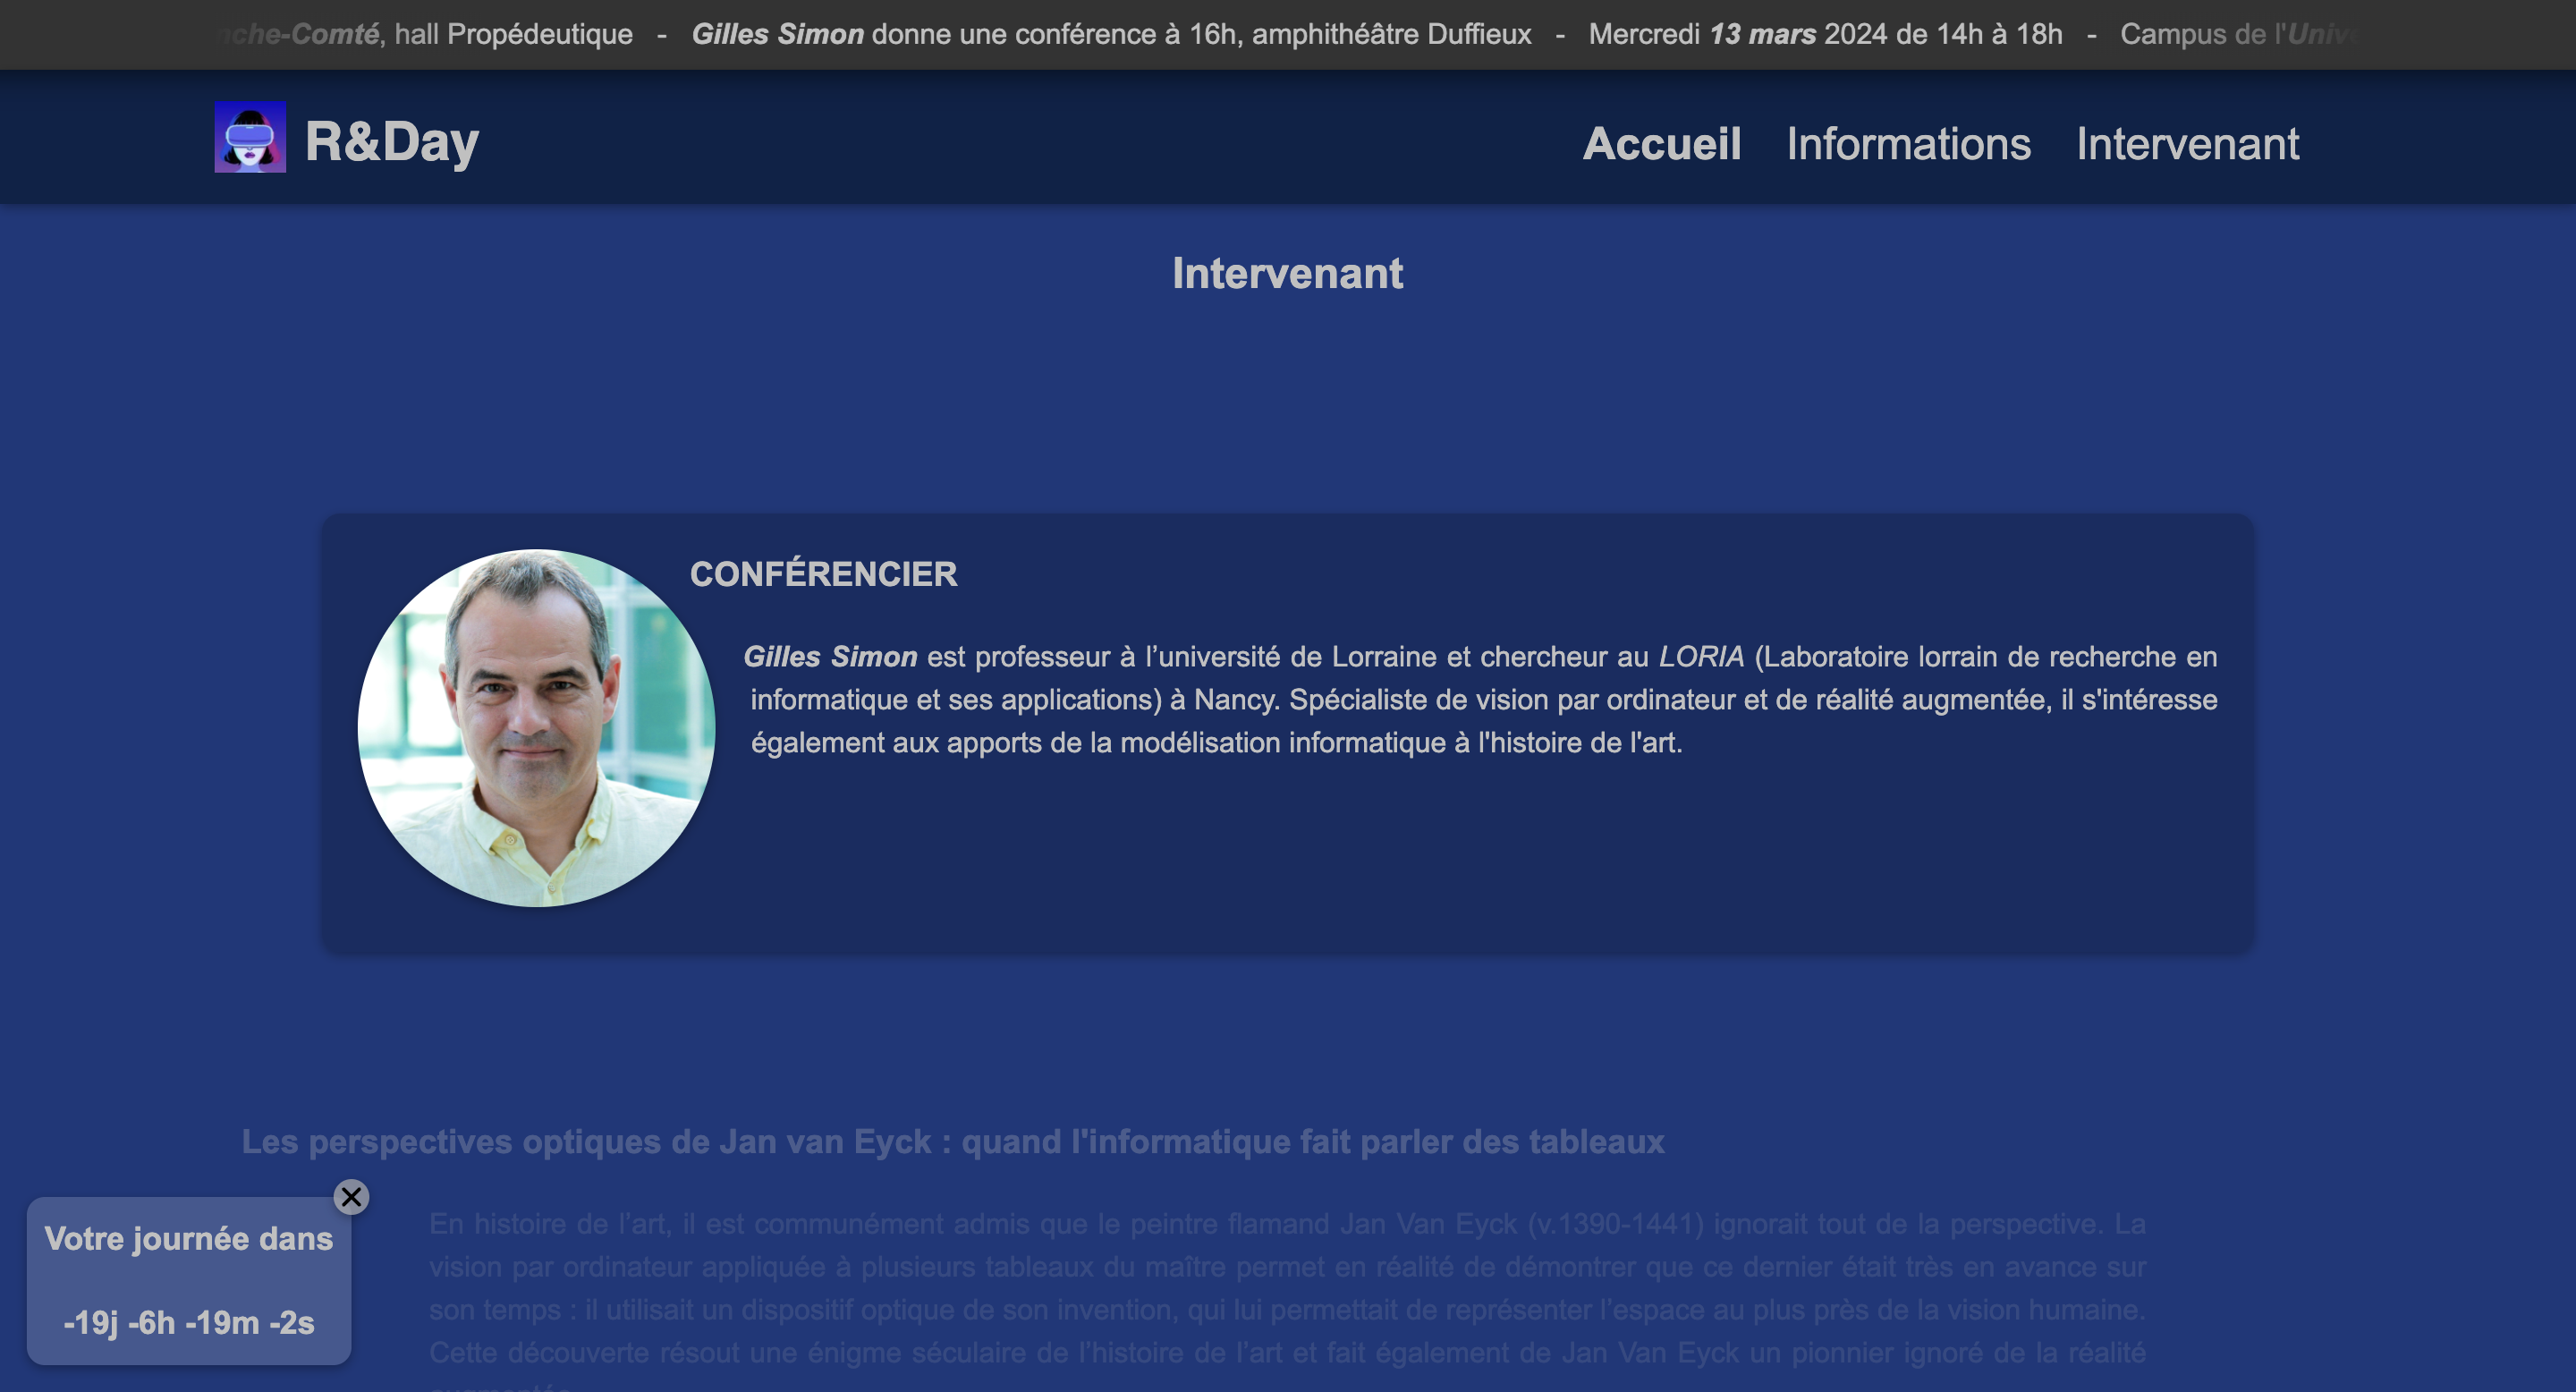 , hall Propédeutique - Gilles Simon donne une conférence à 16h, amphithéâtre Duffieux - Mercredi 13 mars 2024 de 14h à 18h - Campus de
R&Day
Accueil Informations Intervenant
Intervenant
CONFÉRENCIER
Gilles Simon est professeur à l’université de Lorraine et chercheur au LORIA (Laboratoire lorrain de recherche en
informatique et ses applications) à Nancy. Spécialiste de vision par ordinateur et de réalité augmentée, il s'intéresse
également aux apports de la modélisation informatique à l'histoire de l'art.
Les perspectives optiques de Jan van Eyck : quand l'informatique fait parler des tableaux
En histoire de l’art, il est communément admis que le peintre flamand Jan Van Eyck (v.1390-1441) ignorait tout de la perspective. La
vision par ordinateur appliquée à plusieurs tableaux du maître permet en réalité de démontrer que ce dernier était très en avance sur
son temps : il utilisait un dispositif optique de son invention, qui lui permettait de représenter l’espace au plus près de la vision humaine.
Cette découverte résout une énigme séculaire de l’histoire de l’art et fait également de Jan Van Eyck un pionnier ignoré de la réalité
Votre journée dans
-19j -6h -19m -2s